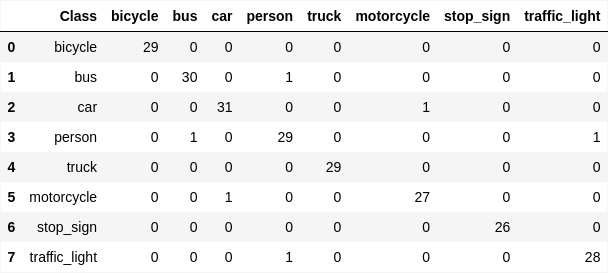 Class bicycle bus car person truck motorcycle stop_sign traffic_light
0 bicycle 29 0 0 0 0 0 0 0
1 bus 0 30 0 1 0 0 0 0
2 car 0 0 31 0 0 1 0 0
3 person 0 1 0 29 0 0 0 1
4 truck 0 0 0 0 29 0 0 0
5 motorcycle 0 0 1 0 0 27 0 0
6 stop_sign 0 0 0 0 0 0 26 0
7 traffic_light 0 0 0 1 0 0 0 28